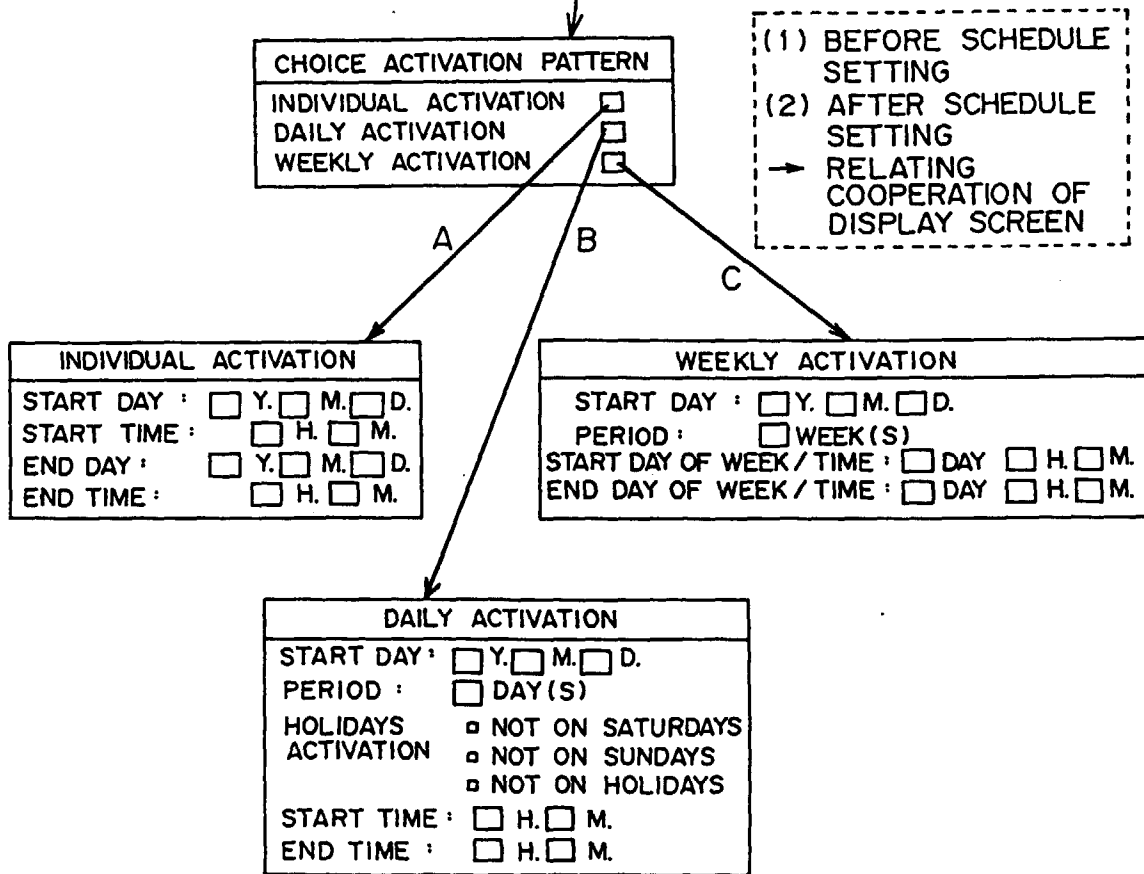 CHOICE ACTIVATION PATTERN
INDIVIDUAL ACTIVATION
DAILY ACTIVATION
WEEKLY ACTIVATION
(1) BEFORE SCHEDULE
SETTING
(2) AFTER SCHEDULE
SETTING
→ RELATING
COOPERATION OF
DISPLAY SCREEN
A
B
C
INDIVIDUAL ACTIVATION
START DAY : □ Y. □ M. □ D.
START TIME : □ H. □ M.
END DAY : □ Y. □ M. □ D.
END TIME : □ H. □ M.
WEEKLY ACTIVATION
START DAY : □ Y. □ M. □ D.
PERIOD : □ WEEK(S)
START DAY OF WEEK / TIME : □ DAY □ H. □ M.
END DAY OF WEEK / TIME : □ DAY □ H. □ M.
DAILY ACTIVATION
START DAY : □ Y. □ M. □ D.
PERIOD : □ DAY(S)
HOLIDAYS
ACTIVATION
□ NOT ON SATURDAYS
□ NOT ON SUNDAYS
□ NOT ON HOLIDAYS
START TIME : □ H. □ M.
END TIME : □ H. □ M.